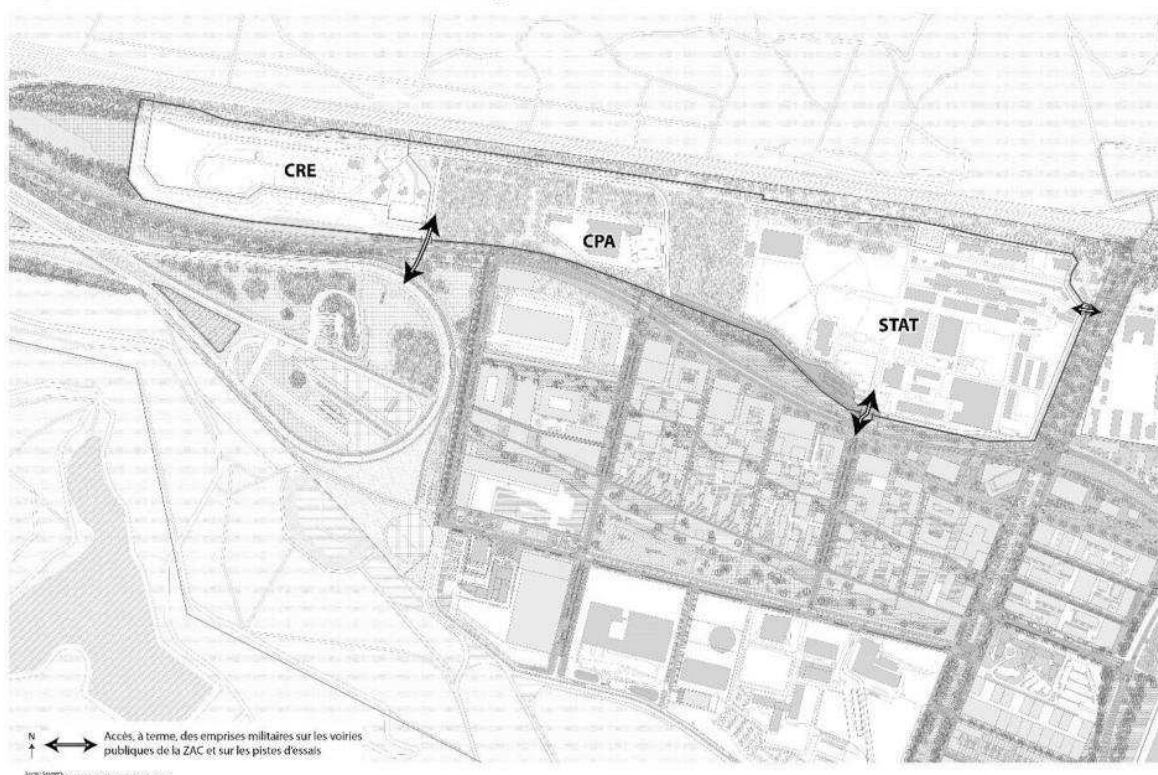 CRE
CPA
STAT
N
Accès, à terme, des emprises militaires sur les voiries
publiques de la ZAC et sur les pistes d'essais